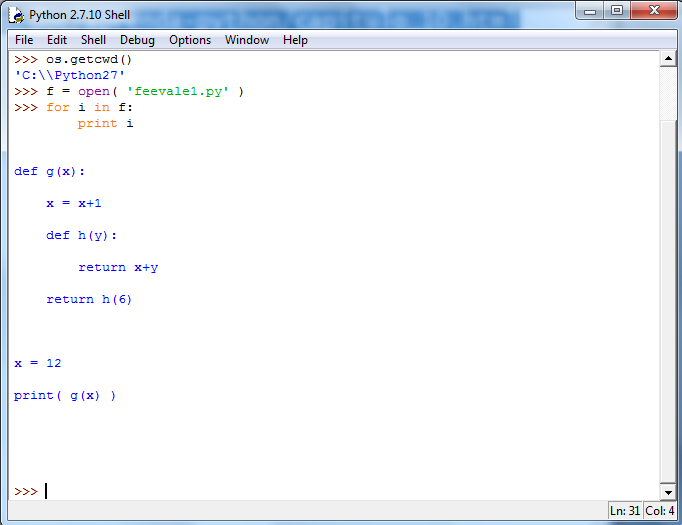 Python 2.7.10 Shell
File Edit Shell Debug Options Window Help
>>> os.getcwd()
'C:\\Python27'
>>> f = open( 'feevale1.py' )
>>> for i in f:
        print i
def g(x):
    x = x+1
    def h(y):
        return x+y
    return h(6)
x = 12
print( g(x) )
>>>
Ln: 31 Col: 4